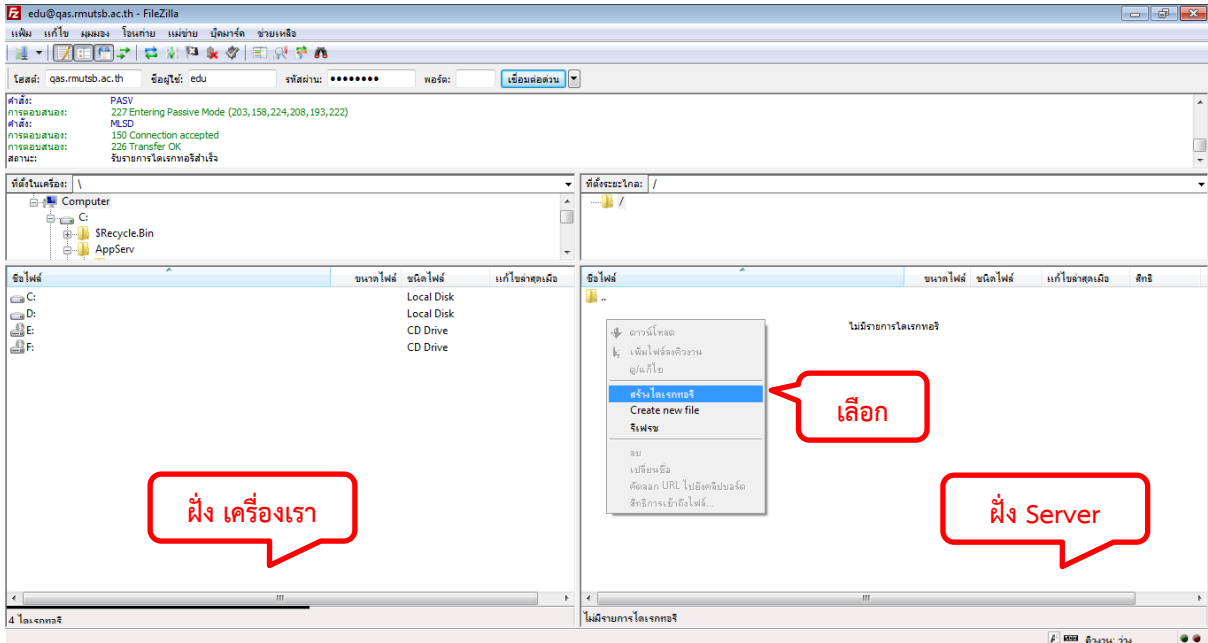 edu@qas.rmutsb.ac.th - FileZilla
แฟ้ม แก้ไข มุมมอง โอนถ่าย แม่ข่าย บุ๊คมาร์ค ช่วยเหลือ
โฮสต์: qas.rmutsb.ac.th ชื่อผู้ใช้: edu รหัสผ่าน: ●●●●●●●● พอร์ต: เชื่อมต่อด่วน
คำสั่ง: PASV
การตอบสนอง: 227 Entering Passive Mode (203,158,224,208,193,222)
คำสั่ง: MLSD
การตอบสนอง: 150 Connection accepted
การตอบสนอง: 226 Transfer OK
สถานะ: รับรายการไดเรกทอรีสำเร็จ
ที่ตั้งในเครื่อง: \
ที่ตั้งระยะไกล: /
Computer
C:
$Recycle.Bin
AppServ
/
ชื่อไฟล์ ขนาดไฟล์ ชนิดไฟล์ แก้ไขล่าสุดเมื่อ
C: Local Disk
D: Local Disk
E: CD Drive
F: CD Drive
ชื่อไฟล์ ขนาดไฟล์ ชนิดไฟล์ แก้ไขล่าสุดเมื่อ สิทธิ
..
ไม่มีรายการไดเรกทอรี
ดาวน์โหลด
เพิ่มไฟล์ลงคิวงาน
ดู/แก้ไข
สร้างไดเรกทอรี
Create new file
รีเฟรช
ลบ
เปลี่ยนชื่อ
คัดลอก URL ไปยังคลิปบอร์ด
สิทธิการเข้าถึงไฟล์...
เลือก
ฝั่ง เครื่องเรา
ฝั่ง Server
4 ไดเรกทอรี
ไม่มีรายการไดเรกทอรี
คิวงาน: ว่าง